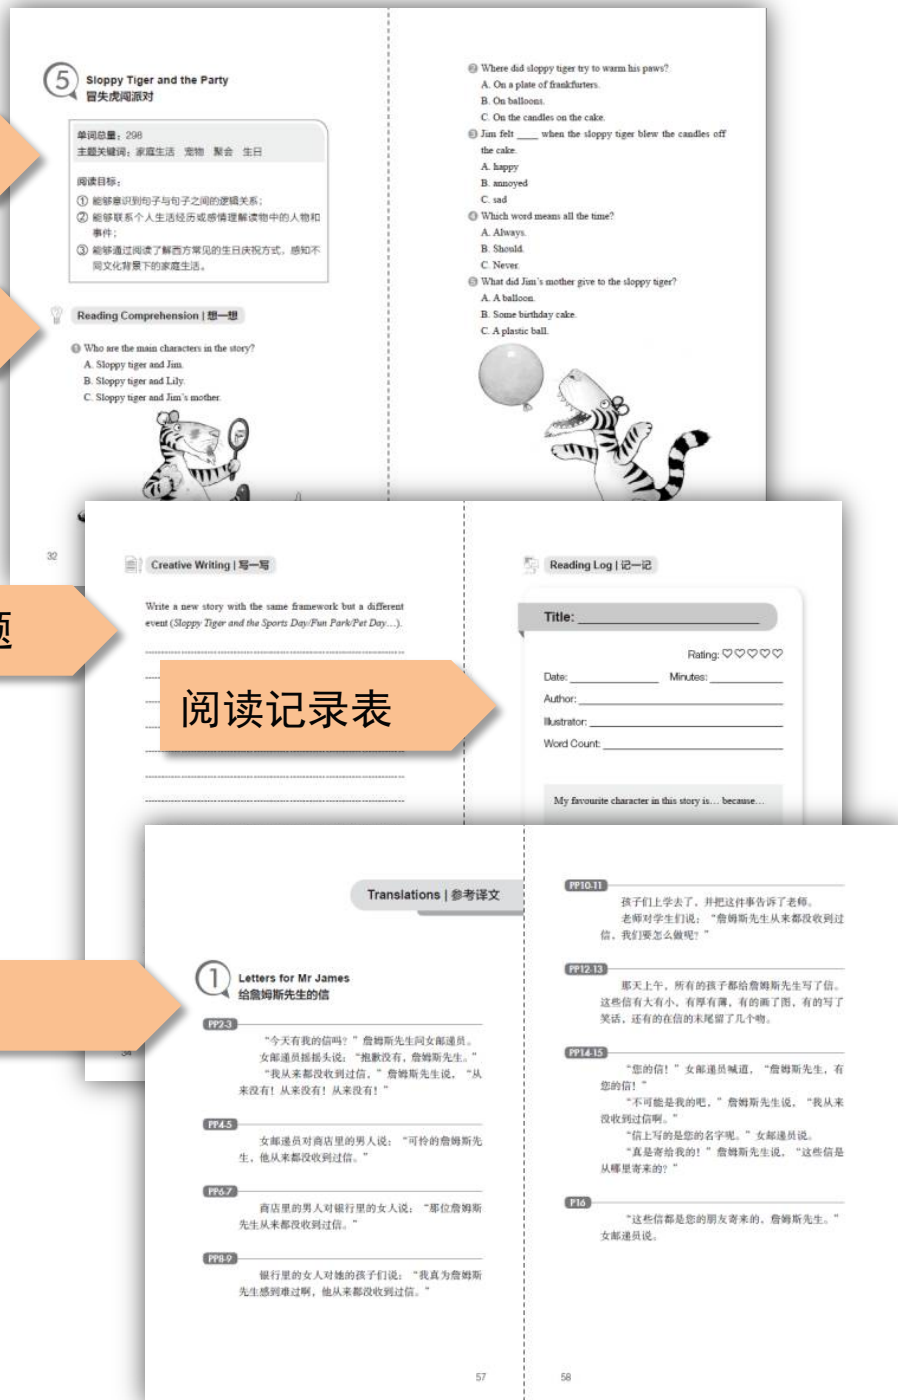 5
Sloppy Tiger and the Party
冒失虎闯派对
单词总量：298
主题关键词：家庭生活 宠物 聚会 生日
阅读目标：
① 能够意识到句子与句子之间的逻辑关系；
② 能够联系个人生活经历或感情理解读物中的人物和
事件；
③ 能够通过阅读了解西方常见的生日庆祝方式，感知不
同文化背景下的家庭生活。
Reading Comprehension | 想一想
1 Who are the main characters in the story?
A. Sloppy tiger and Jim.
B. Sloppy tiger and Lily.
C. Sloppy tiger and Jim's mother.
32
2 Where did sloppy tiger try to warm his paws?
A. On a plate of frankfurters.
B. On balloons.
C. On the candles on the cake.
3 Jim felt ____ when the sloppy tiger blew the candles off
the cake.
A. happy
B. annoyed
C. sad
4 Which word means all the time?
A. Always.
B. Should.
C. Never.
5 What did Jim's mother give to the sloppy tiger?
A. A balloon.
B. Some birthday cake.
C. A plastic ball.
题
Creative Writing | 写一写
Write a new story with the same framework but a different
event (Sloppy Tiger and the Sports Day/Fun Park/Pet Day…).
阅读记录表
Reading Log | 记一记
Title:
Rating: ♡♡♡♡♡
Date: Minutes:
Author:
Illustrator:
Word Count:
My favourite character in this story is… because…
34
Translations | 参考译文
1
Letters for Mr James
给詹姆斯先生的信
PP2-3
“今天有我的信吗？”詹姆斯先生问女邮递员。
女邮递员摇摇头说：“抱歉没有，詹姆斯先生。”
“我从来都没收到过信，”詹姆斯先生说，“从
来没有！从来没有！从来没有！”
PP4-5
女邮递员对商店里的男人说：“可怜的詹姆斯先
生，他从来都没收到过信。”
PP6-7
商店里的男人对银行里的女人说：“那位詹姆斯
先生从来都没收到过信。”
PP8-9
银行里的女人对她的孩子们说：“我真为詹姆斯
先生感到难过啊，他从来都没收到过信。”
57
PP10-11
孩子们上学去了，并把这件事告诉了老师。
老师对学生们说：“詹姆斯先生从来都没收到过
信，我们要怎么做呢？”
PP12-13
那天上午，所有的孩子都给詹姆斯先生写了信。
这些信有大有小，有厚有薄，有的画了图，有的写了
笑话，还有的在信的末尾留了几个吻。
PP14-15
“您的信！”女邮递员喊道，“詹姆斯先生，有
您的信！”
“不可能是我的吧，”詹姆斯先生说，“我从来
没收到过信啊。”
“信上写的是您的名字呢。”女邮递员说。
“真是寄给我的！”詹姆斯先生说，“这些信是
从哪里寄来的？”
P16
“这些信都是您的朋友寄来的，詹姆斯先生。”
女邮递员说。
58